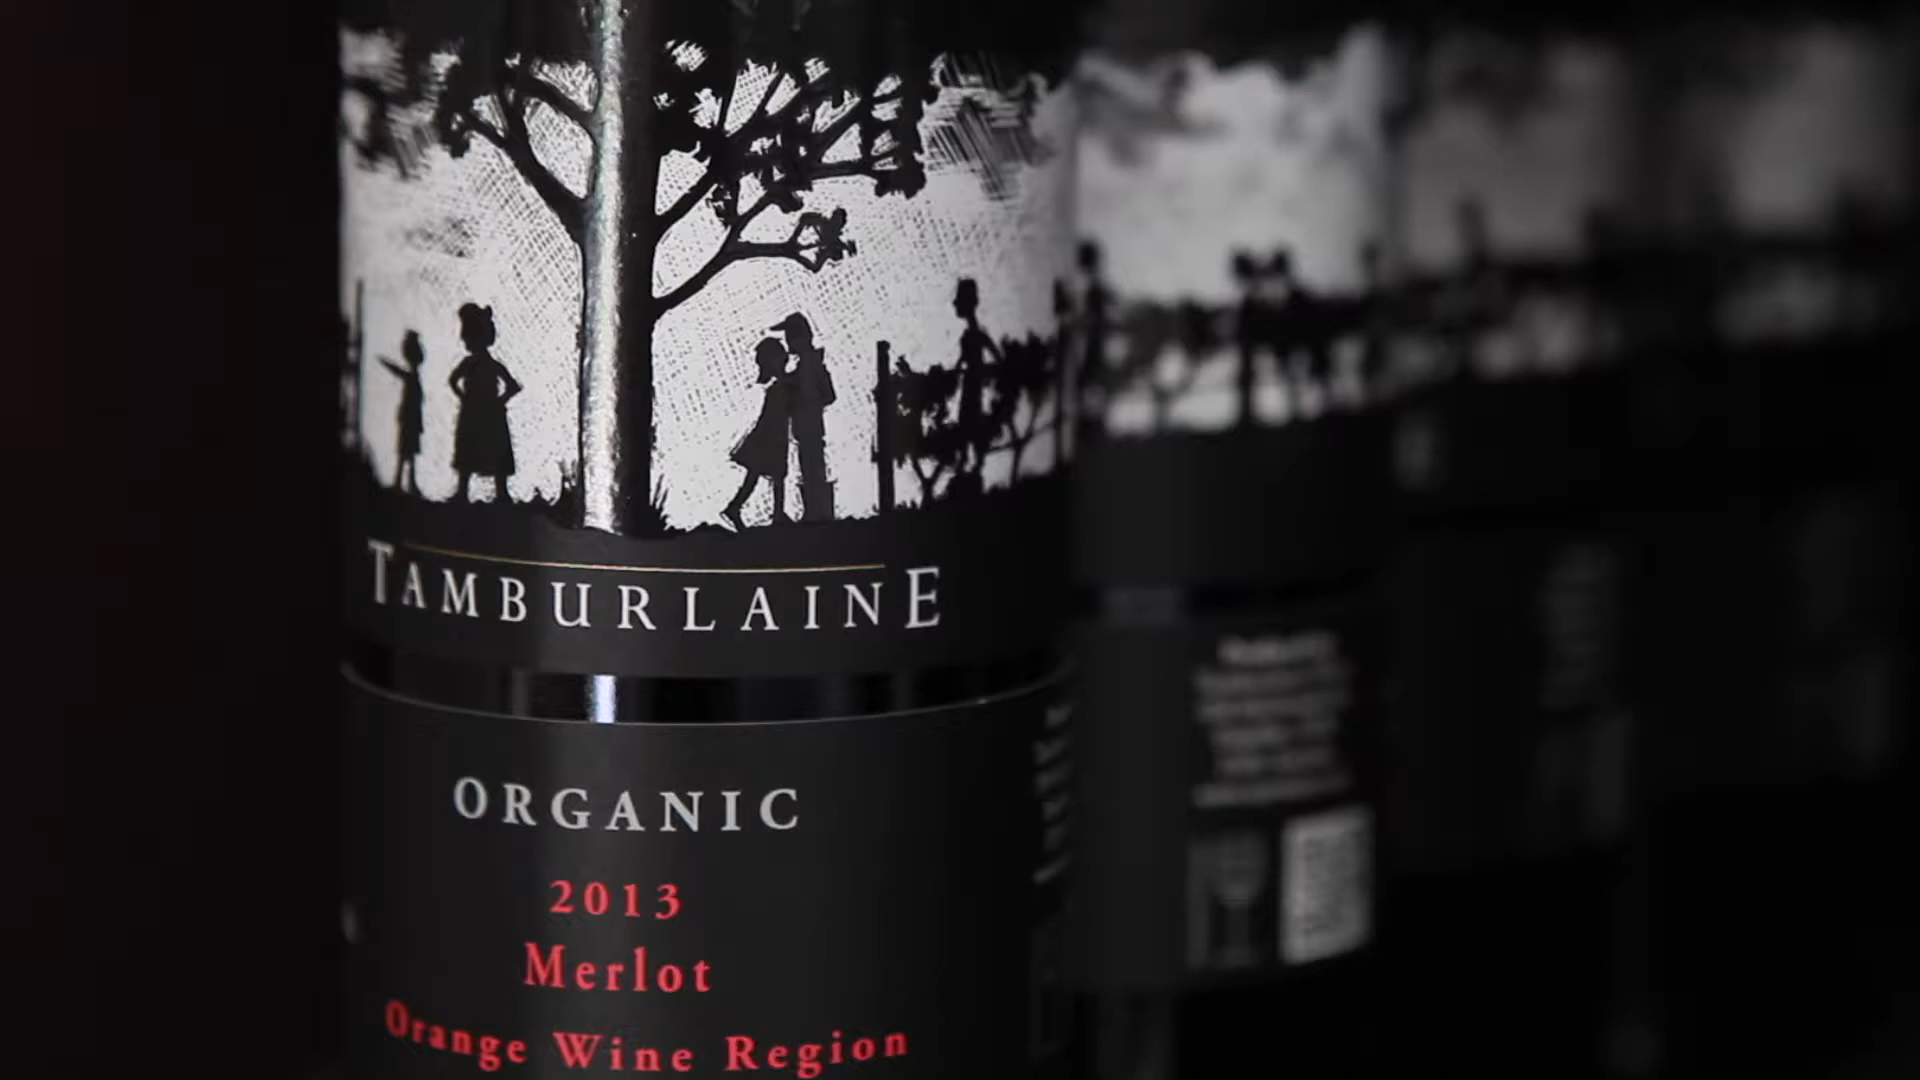 TAMBURLAINE
ORGANIC
2013
Merlot
Orange Wine Region